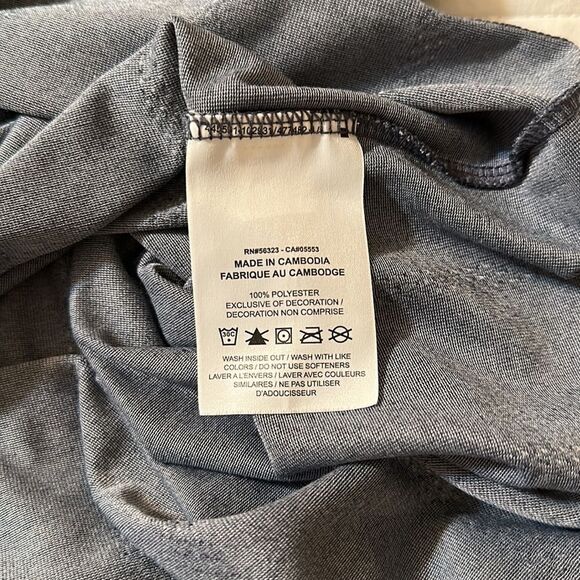 RN#56323 - CA#05553
MADE IN CAMBODIA
FABRIQUE AU CAMBODGE
100% POLYESTER
EXCLUSIVE OF DECORATION /
DECORATION NON COMPRISE
30C
WASH INSIDE OUT / WASH WITH LIKE
COLORS / DO NOT USE SOFTENERS
LAVER A L'ENVERS / LAVER AVEC COULEURS
SIMILAIRES / NE PAS UTILISER
D'ADOUCISSEUR